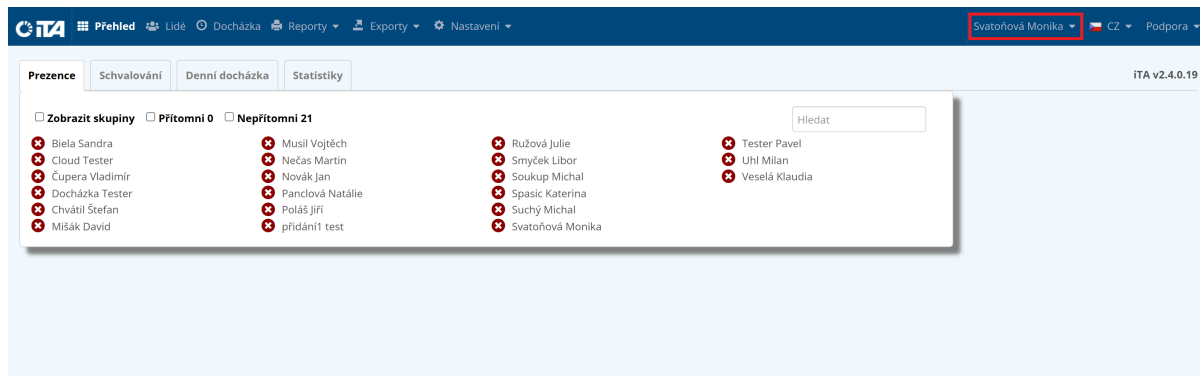 iTA Přehled Lidé Docházka Reporty Exporty Nastavení Svatoňová Monika CZ Podpora
Prezence Schvalování Denní docházka Statistiky iTA v2.4.0.19
Zobrazit skupiny Přítomni 0 Nepřítomni 21 Hledat
Biela Sandra Musil Vojtěch Ružová Julie Tester Pavel
Cloud Tester Nečas Martin Smyček Libor Uhl Milan
Čupera Vladimír Novák Jan Soukup Michal Veselá Klaudia
Docházka Tester Panclová Natálie Spasic Katerina
Chvátil Štefan Poláš Jiří Suchý Michal
Mišák David přidání1 test Svatoňová Monika